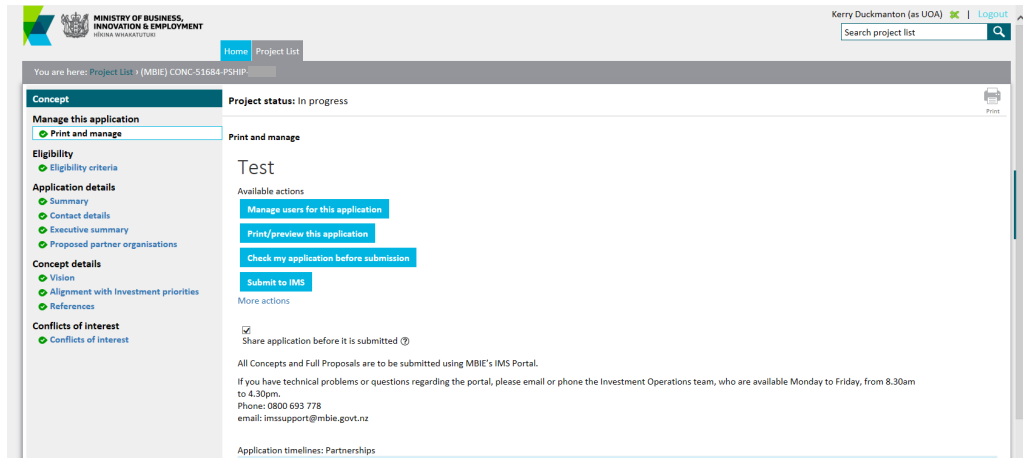 MINISTRY OF BUSINESS,
INNOVATION & EMPLOYMENT
HĪKINA WHAKATUTUKI
Kerry Duckmanton (as UOA) | Logout
Search project list
Home Project List
You are here: Project List › (MBIE) CONC-51684-PSHIP-
Concept
Manage this application
Print and manage
Eligibility
Eligibility criteria
Application details
Summary
Contact details
Executive summary
Proposed partner organisations
Concept details
Vision
Alignment with Investment priorities
References
Conflicts of interest
Conflicts of interest
Project status: In progress
Print
Print and manage
Test
Available actions
Manage users for this application
Print/preview this application
Check my application before submission
Submit to IMS
More actions
Share application before it is submitted ?
All Concepts and Full Proposals are to be submitted using MBIE's IMS Portal.
If you have technical problems or questions regarding the portal, please email or phone the Investment Operations team, who are available Monday to Friday, from 8.30am
to 4.30pm.
Phone: 0800 693 778
email: imssupport@mbie.govt.nz
Application timelines: Partnerships